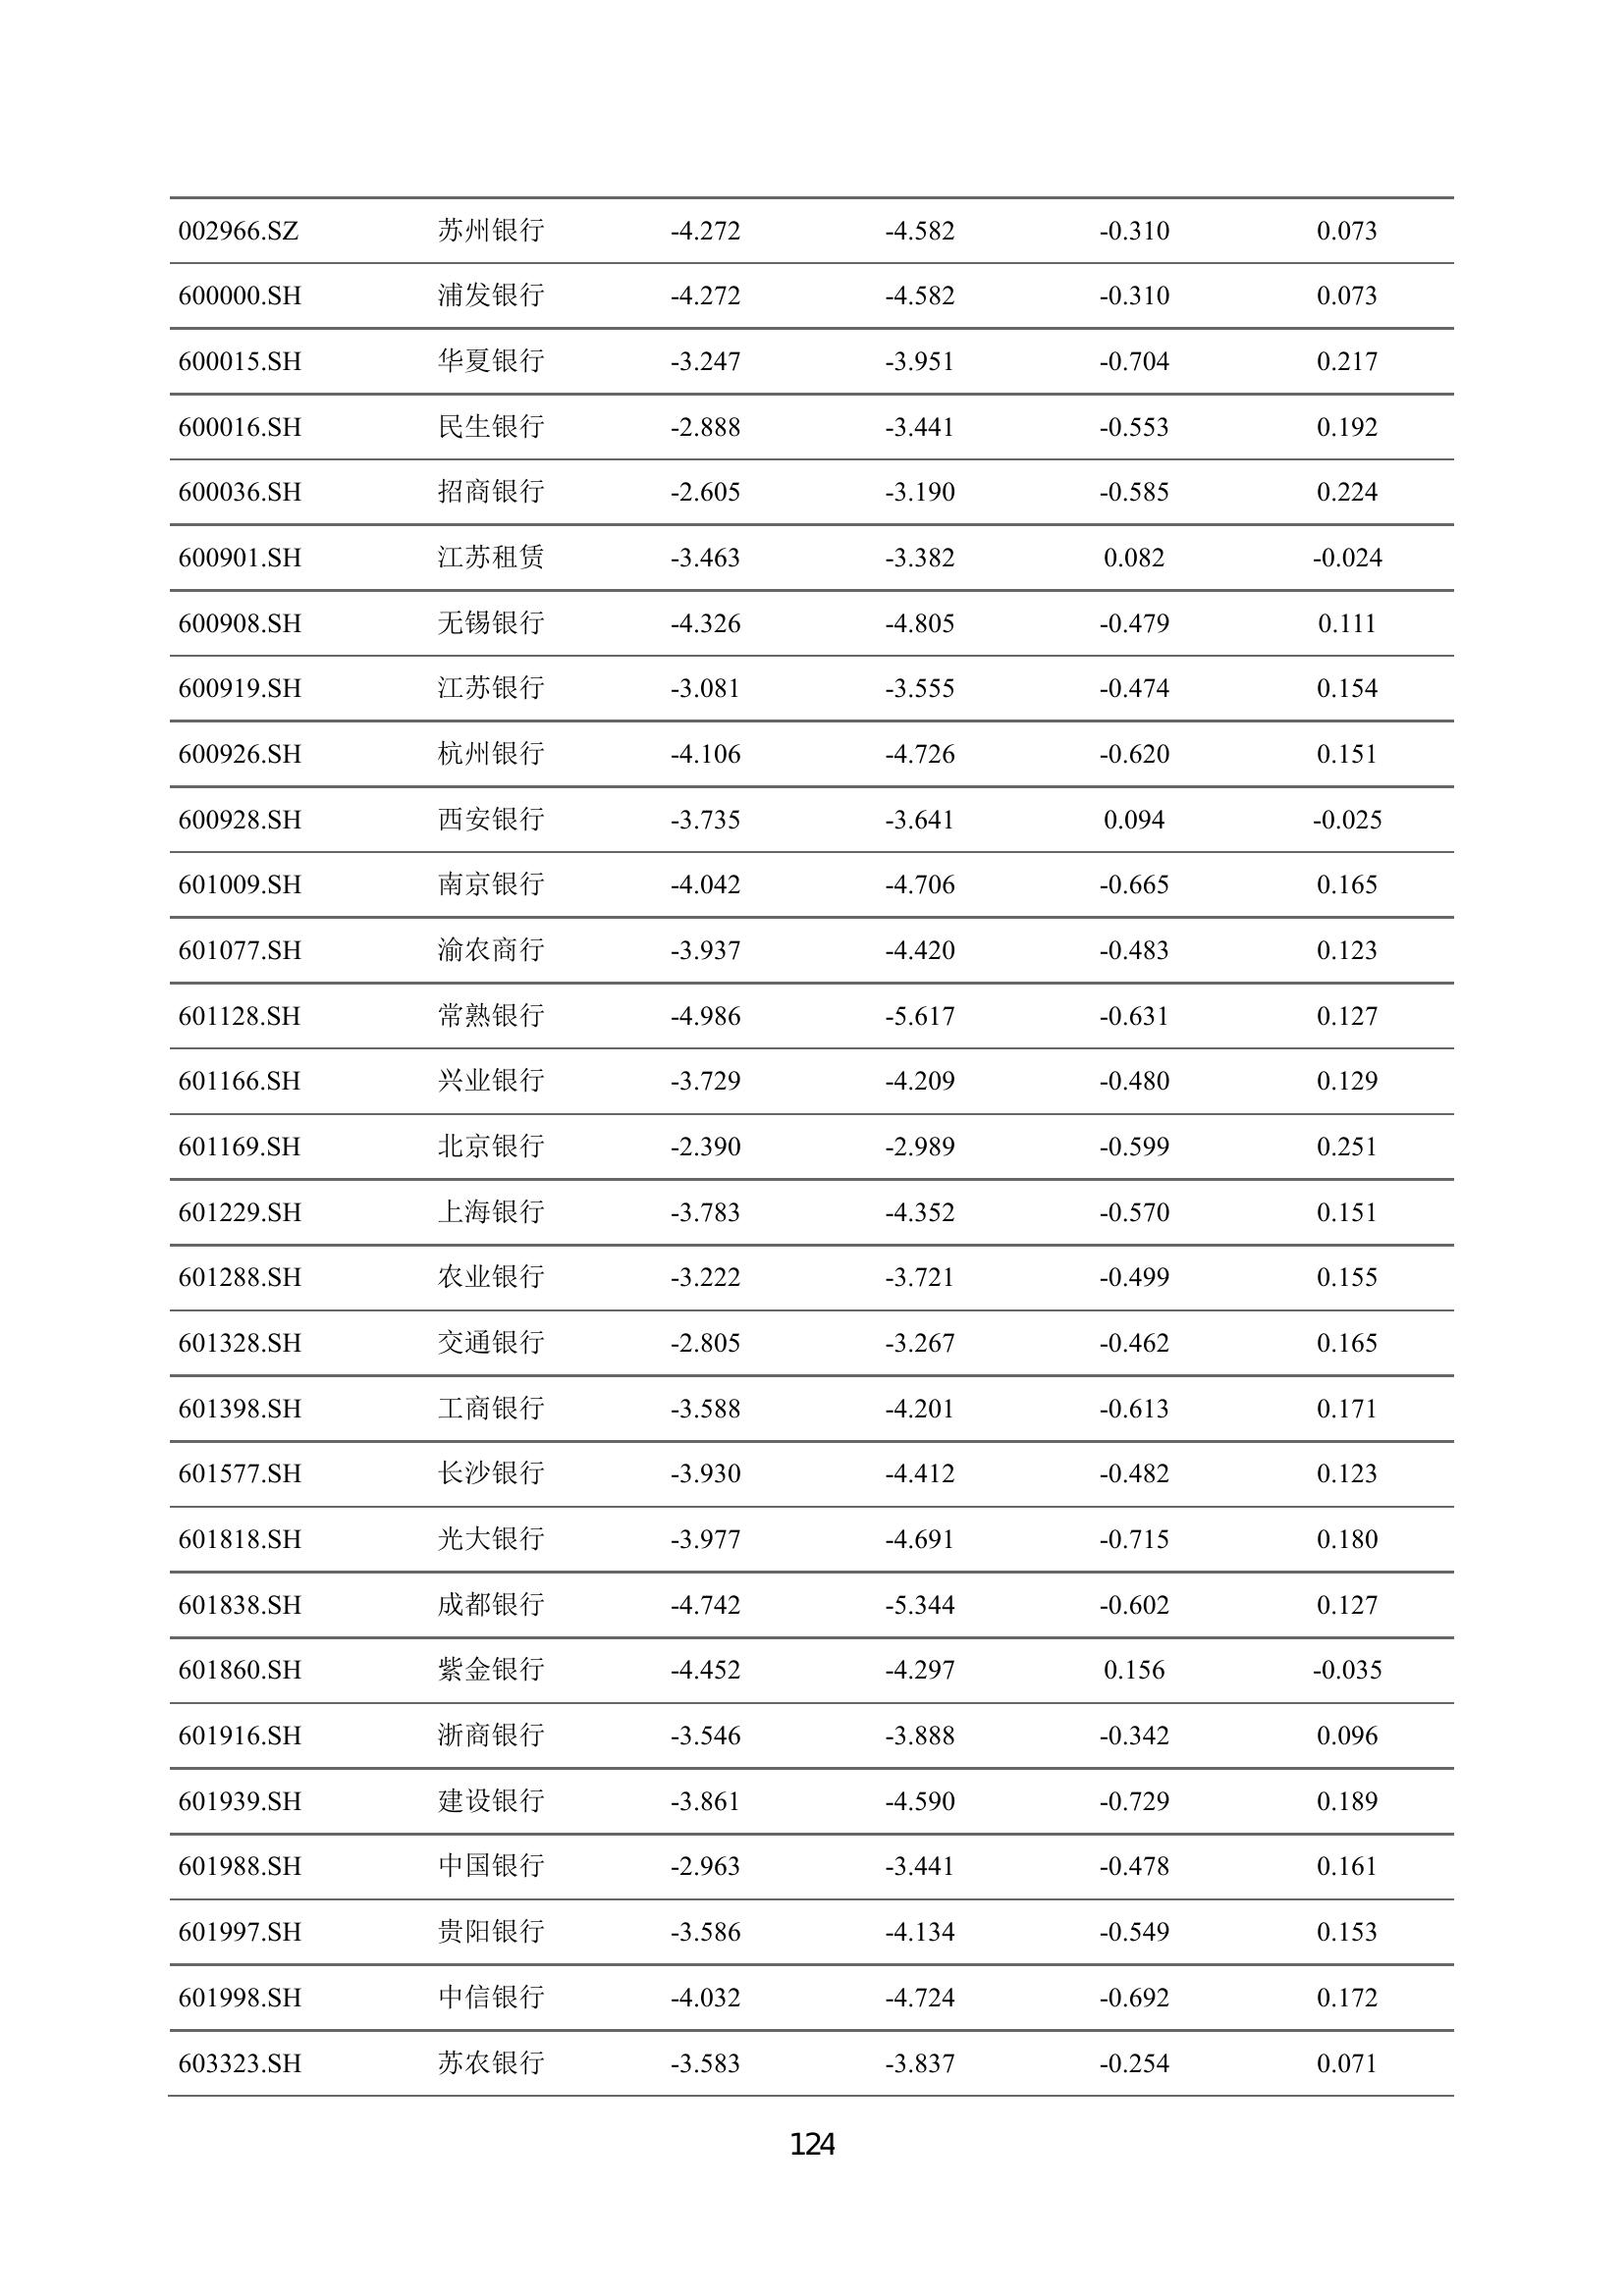 002966.SZ 苏州银行 -4.272 -4.582 -0.310 0.073
600000.SH 浦发银行 -4.272 -4.582 -0.310 0.073
600015.SH 华夏银行 -3.247 -3.951 -0.704 0.217
600016.SH 民生银行 -2.888 -3.441 -0.553 0.192
600036.SH 招商银行 -2.605 -3.190 -0.585 0.224
600901.SH 江苏租赁 -3.463 -3.382 0.082 -0.024
600908.SH 无锡银行 -4.326 -4.805 -0.479 0.111
600919.SH 江苏银行 -3.081 -3.555 -0.474 0.154
600926.SH 杭州银行 -4.106 -4.726 -0.620 0.151
600928.SH 西安银行 -3.735 -3.641 0.094 -0.025
601009.SH 南京银行 -4.042 -4.706 -0.665 0.165
601077.SH 渝农商行 -3.937 -4.420 -0.483 0.123
601128.SH 常熟银行 -4.986 -5.617 -0.631 0.127
601166.SH 兴业银行 -3.729 -4.209 -0.480 0.129
601169.SH 北京银行 -2.390 -2.989 -0.599 0.251
601229.SH 上海银行 -3.783 -4.352 -0.570 0.151
601288.SH 农业银行 -3.222 -3.721 -0.499 0.155
601328.SH 交通银行 -2.805 -3.267 -0.462 0.165
601398.SH 工商银行 -3.588 -4.201 -0.613 0.171
601577.SH 长沙银行 -3.930 -4.412 -0.482 0.123
601818.SH 光大银行 -3.977 -4.691 -0.715 0.180
601838.SH 成都银行 -4.742 -5.344 -0.602 0.127
601860.SH 紫金银行 -4.452 -4.297 0.156 -0.035
601916.SH 浙商银行 -3.546 -3.888 -0.342 0.096
601939.SH 建设银行 -3.861 -4.590 -0.729 0.189
601988.SH 中国银行 -2.963 -3.441 -0.478 0.161
601997.SH 贵阳银行 -3.586 -4.134 -0.549 0.153
601998.SH 中信银行 -4.032 -4.724 -0.692 0.172
603323.SH 苏农银行 -3.583 -3.837 -0.254 0.071
124